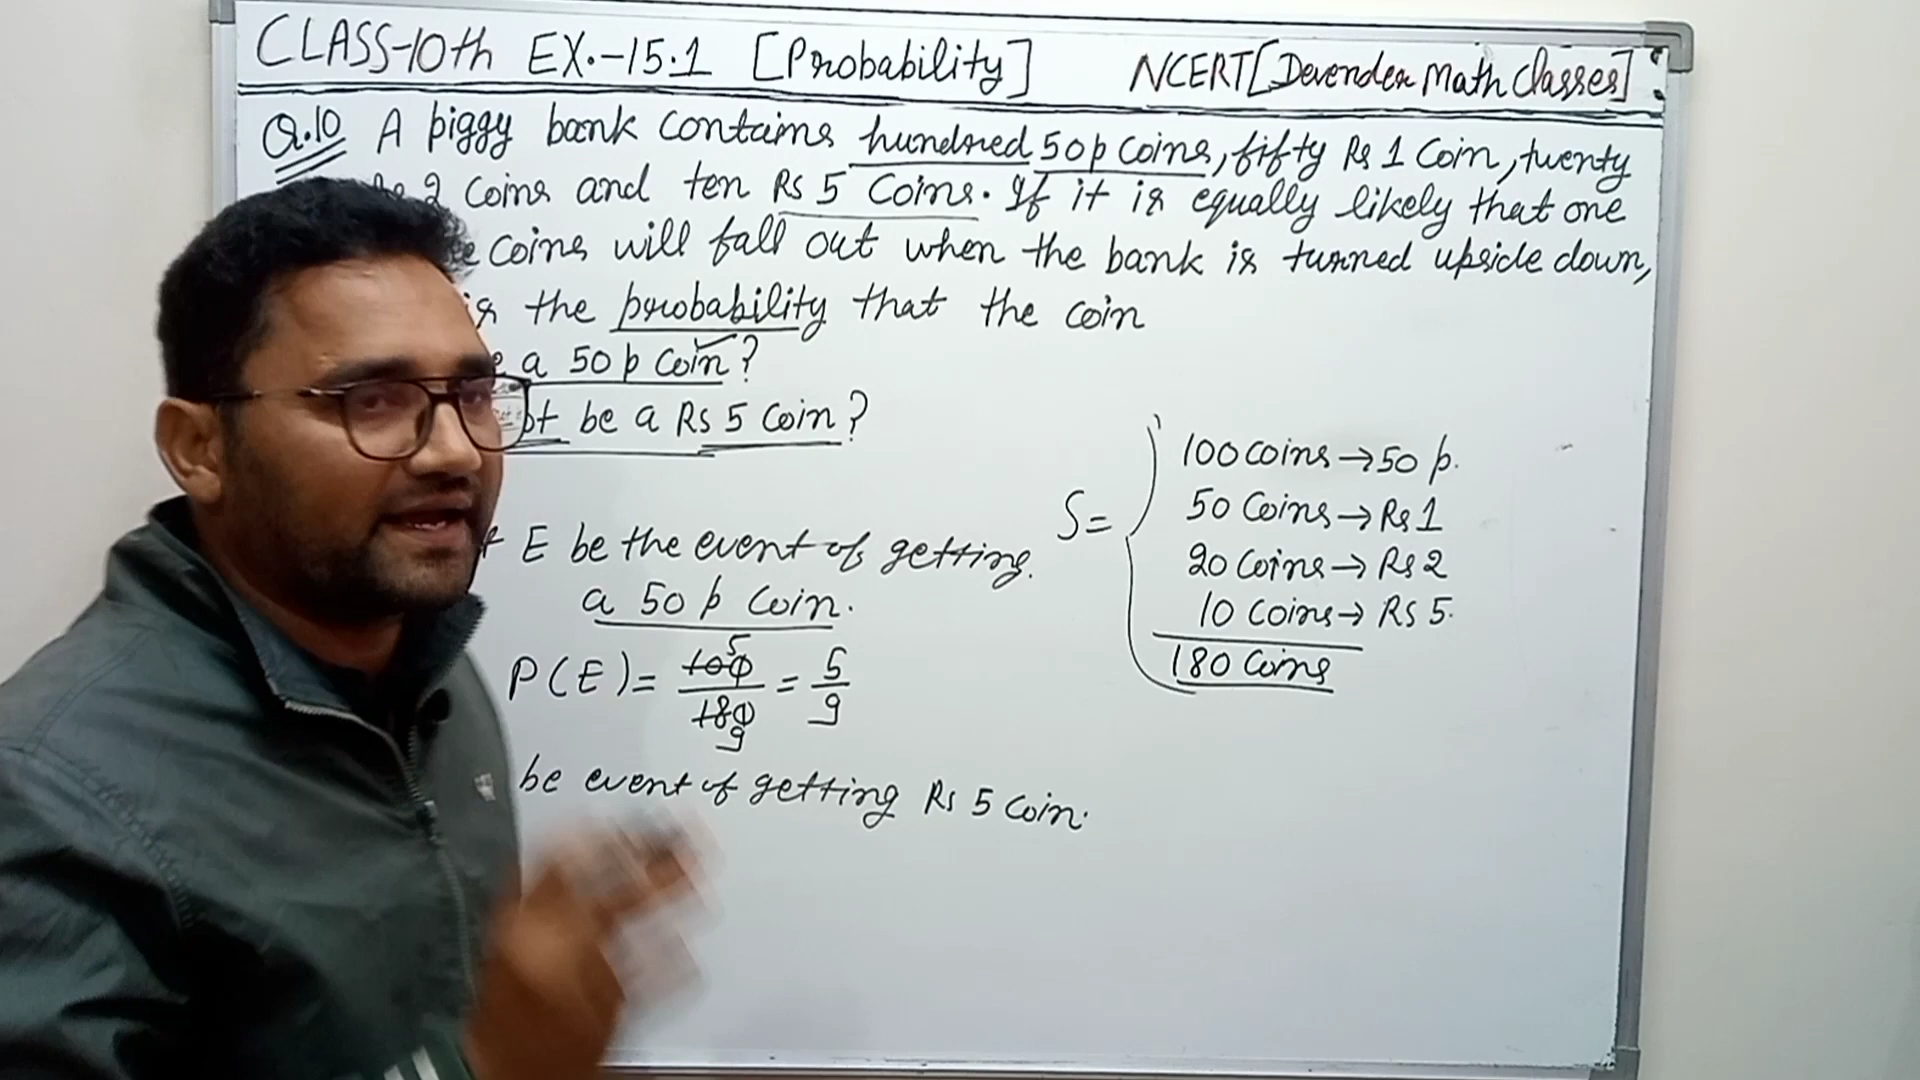 CLASS-10th EX.-15.1 [Probability] NCERT[Devender Math Classes]
Q.10 A piggy bank contains hundred 50p coins, fifty Rs 1 Coin, twenty
2 coins and ten Rs 5 Coins. If it is equally likely that one
coins will fall out when the bank is turned upside down,
is the probability that the coin
a 50 p coin?
be a Rs 5 coin?
E be the event of getting
a 50 p coin.
P(E)= 100/180 = 5/9
5
9
be event of getting Rs 5 coin.
S=
100 coins→50 p.
50 Coins→Rs 1
20 Coins→Rs 2
10 Coins→Rs 5.
180 Coins